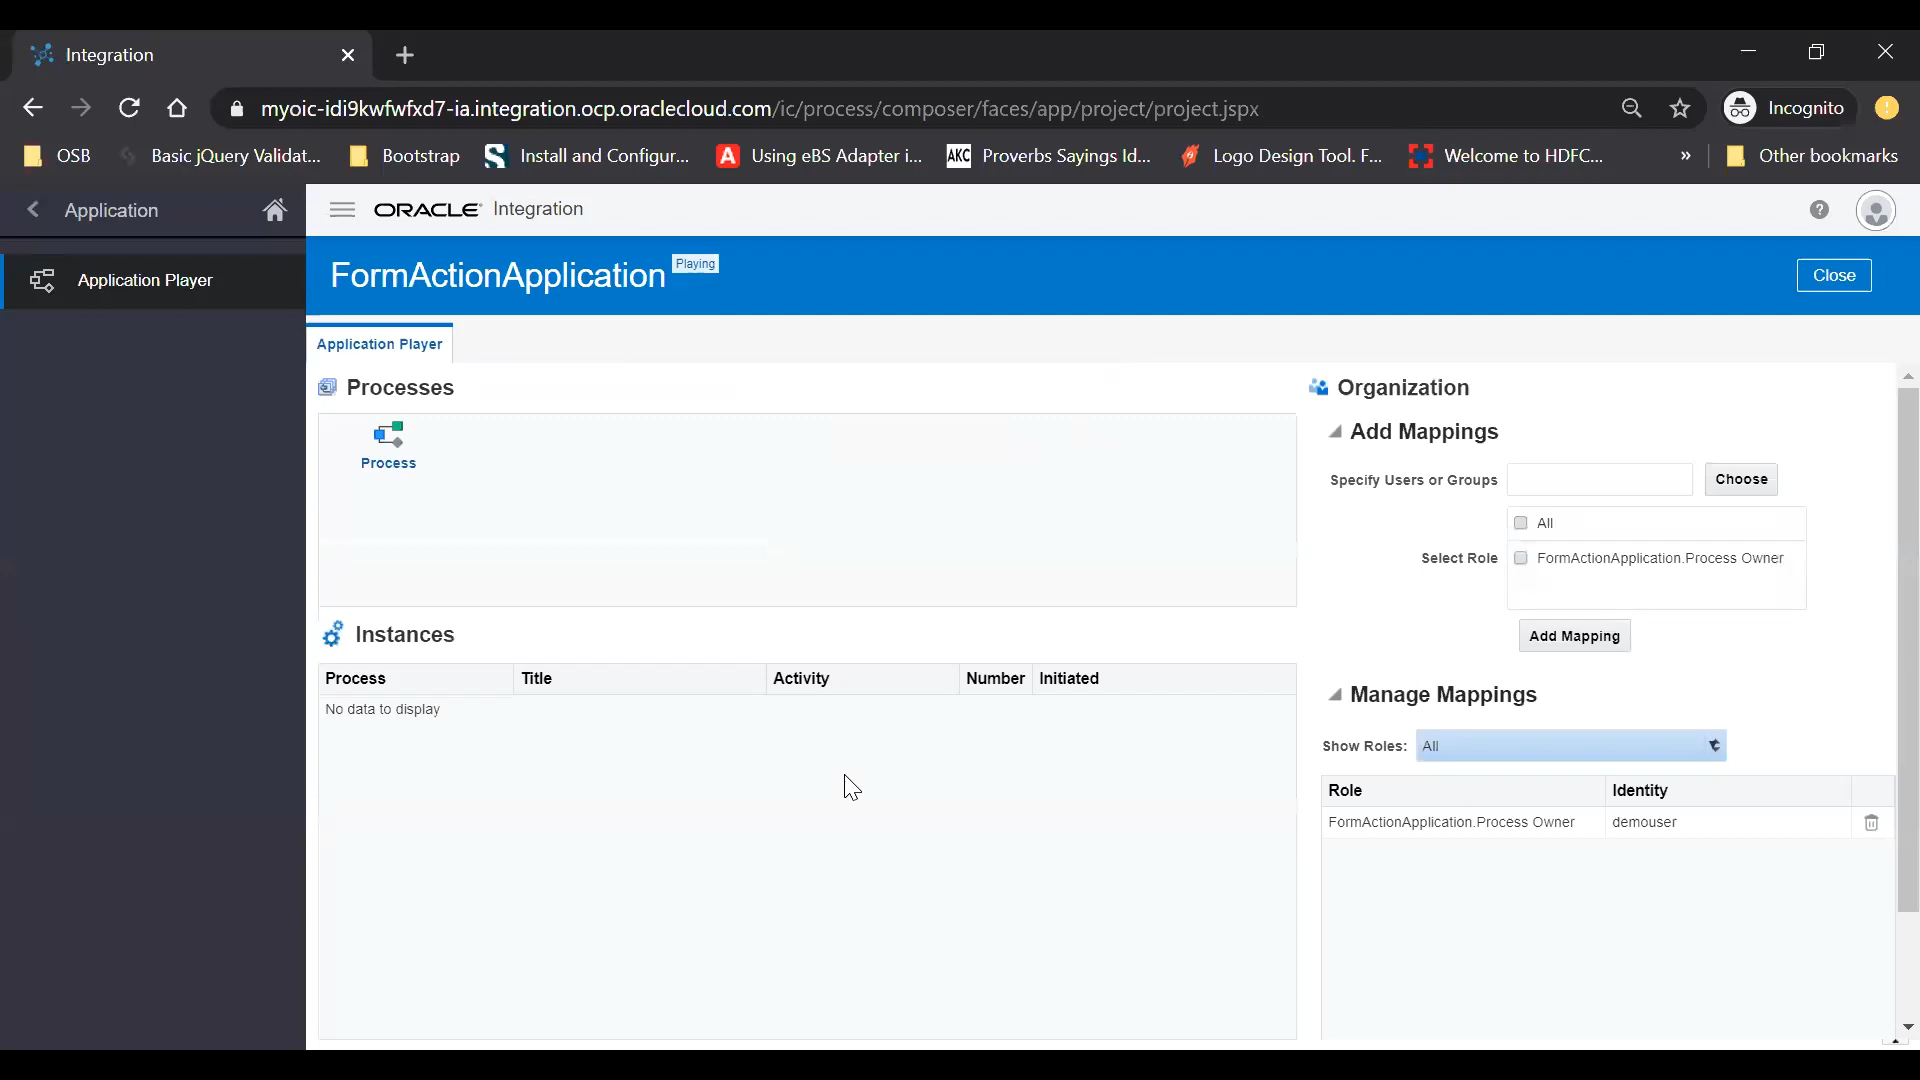 Integration
myoic-idi9kwfwfxd7-ia.integration.ocp.oraclecloud.com/ic/process/composer/faces/app/project/project.jspx
Incognito
OSB
Basic jQuery Validat...
Bootstrap
Install and Configur...
Using eBS Adapter i...
AKC Proverbs Sayings Id...
Logo Design Tool. F...
Welcome to HDFC...
»
Other bookmarks
Application
ORACLE Integration
Application Player
FormActionApplication Playing
Close
Application Player
Processes
Process
Instances
Process Title Activity Number Initiated
No data to display
Organization
Add Mappings
Specify Users or Groups Choose
All
Select Role FormActionApplication.Process Owner
Add Mapping
Manage Mappings
Show Roles: All
Role Identity
FormActionApplication.Process Owner demouser